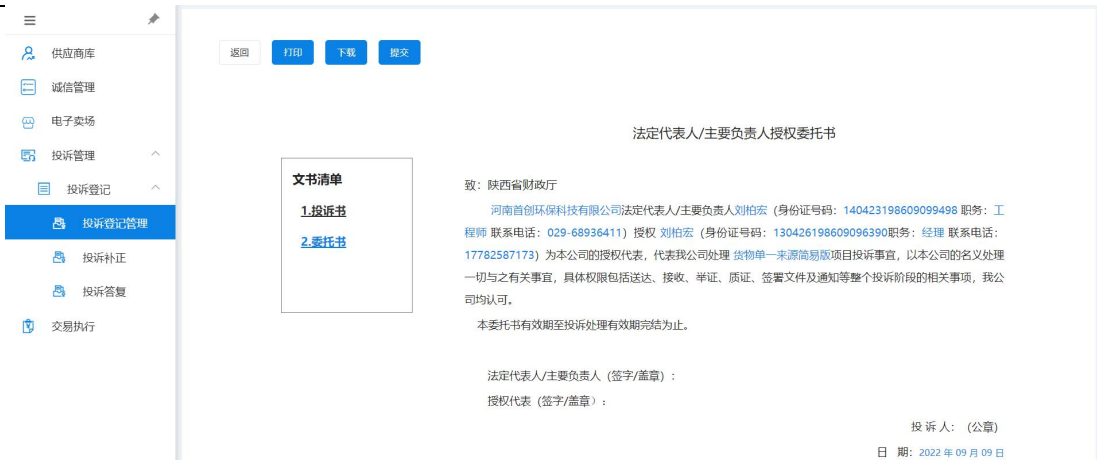 供应商库
诚信管理
电子卖场
投诉管理
投诉登记
投诉登记管理
投诉补正
投诉答复
交易执行
返回 打印 下载 提交
文书清单
1.投诉书
2.委托书
法定代表人/主要负责人授权委托书
致：陕西省财政厅
河南首创环保科技有限公司法定代表人/主要负责人刘柏宏（身份证号码：140423198609099498 职务：工
程师 联系电话：029-68936411）授权 刘柏宏（身份证号码：130426198609096390职务：经理 联系电话：
17782587173）为本公司的授权代表，代表我公司处理 货物单一来源简易版项目投诉事宜，以本公司的名义处理
一切与之有关事宜，具体权限包括送达、接收、举证、质证、签署文件及通知等整个投诉阶段的相关事项，我公
司均认可。
本委托书有效期至投诉处理有效期完结为止。
法定代表人/主要负责人（签字/盖章）：
授权代表（签字/盖章）：
投 诉 人：（公章）
日 期：2022 年 09 月 09 日